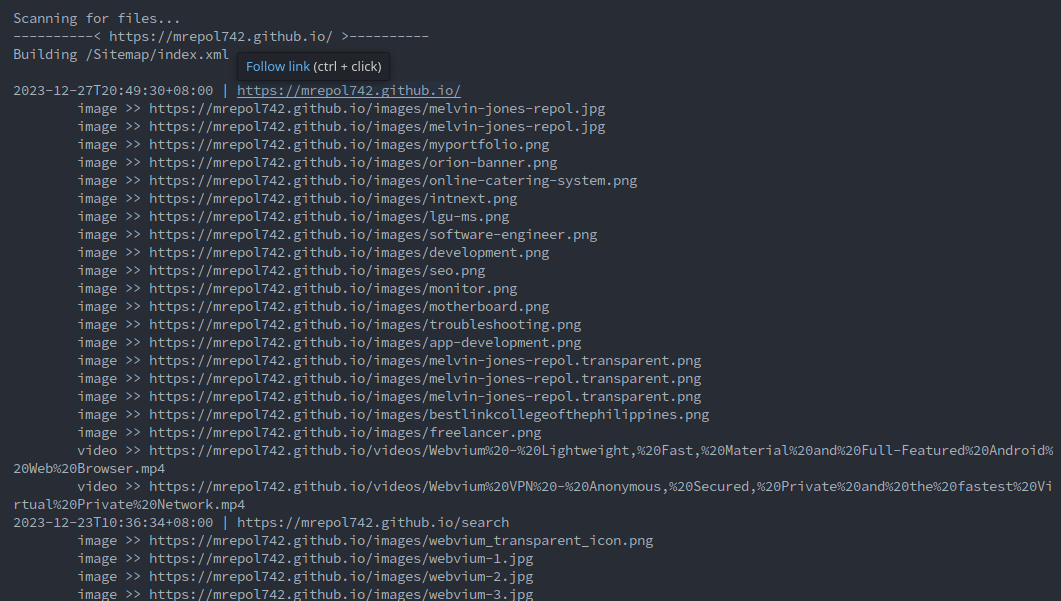 Scanning for files...
----------< https://mrepol742.github.io/ >----------
Building /Sitemap/index.xml
Follow link (ctrl + click)
2023-12-27T20:49:30+08:00 | https://mrepol742.github.io/
image >> https://mrepol742.github.io/images/melvin-jones-repol.jpg
image >> https://mrepol742.github.io/images/melvin-jones-repol.jpg
image >> https://mrepol742.github.io/images/myportfolio.png
image >> https://mrepol742.github.io/images/orion-banner.png
image >> https://mrepol742.github.io/images/online-catering-system.png
image >> https://mrepol742.github.io/images/intnext.png
image >> https://mrepol742.github.io/images/lgu-ms.png
image >> https://mrepol742.github.io/images/software-engineer.png
image >> https://mrepol742.github.io/images/development.png
image >> https://mrepol742.github.io/images/seo.png
image >> https://mrepol742.github.io/images/monitor.png
image >> https://mrepol742.github.io/images/motherboard.png
image >> https://mrepol742.github.io/images/troubleshooting.png
image >> https://mrepol742.github.io/images/app-development.png
image >> https://mrepol742.github.io/images/melvin-jones-repol.transparent.png
image >> https://mrepol742.github.io/images/melvin-jones-repol.transparent.png
image >> https://mrepol742.github.io/images/melvin-jones-repol.transparent.png
image >> https://mrepol742.github.io/images/bestlinkcollegeofthephilippines.png
image >> https://mrepol742.github.io/images/freelancer.png
video >> https://mrepol742.github.io/videos/Webvium%20-%20Lightweight,%20Fast,%20Material%20and%20Full-Featured%20Android%
20Web%20Browser.mp4
video >> https://mrepol742.github.io/videos/Webvium%20VPN%20-%20Anonymous,%20Secured,%20Private%20and%20the%20fastest%20Vi
rtual%20Private%20Network.mp4
2023-12-23T10:36:34+08:00 | https://mrepol742.github.io/search
image >> https://mrepol742.github.io/images/webvium_transparent_icon.png
image >> https://mrepol742.github.io/images/webvium-1.jpg
image >> https://mrepol742.github.io/images/webvium-2.jpg
image >> https://mrepol742.github.io/images/webvium-3.jpg